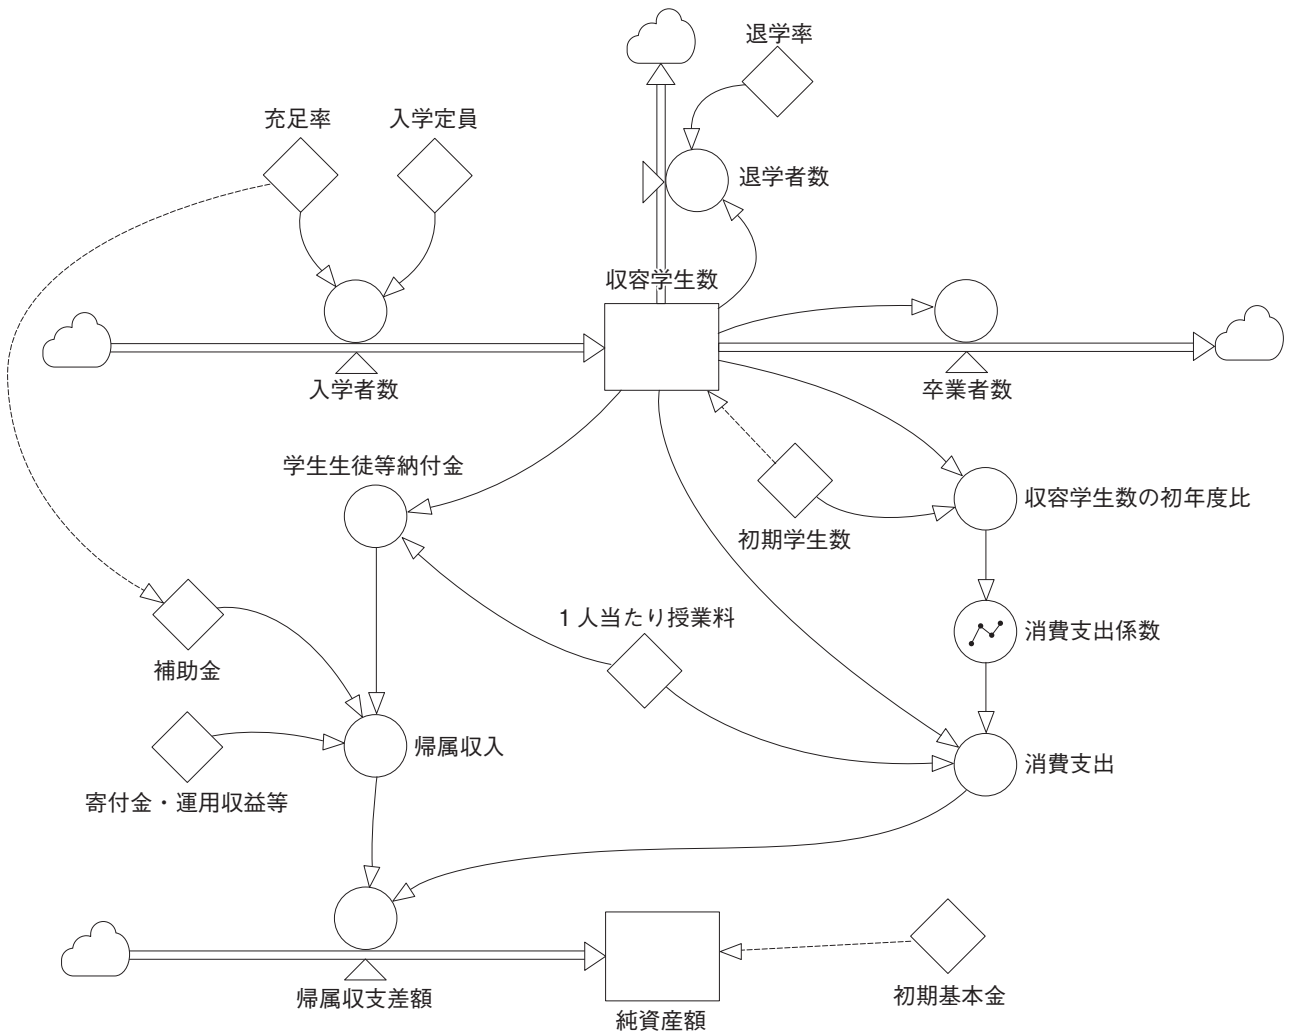 退学率
充足率
入学定員
退学者数
収容学生数
入学者数
卒業者数
学生生徒等納付金
収容学生数の初年度比
初期学生数
1人当たり授業料
消費支出係数
補助金
帰属収入
消費支出
寄付金・運用収益等
帰属収支差額
初期基本金
純資産額